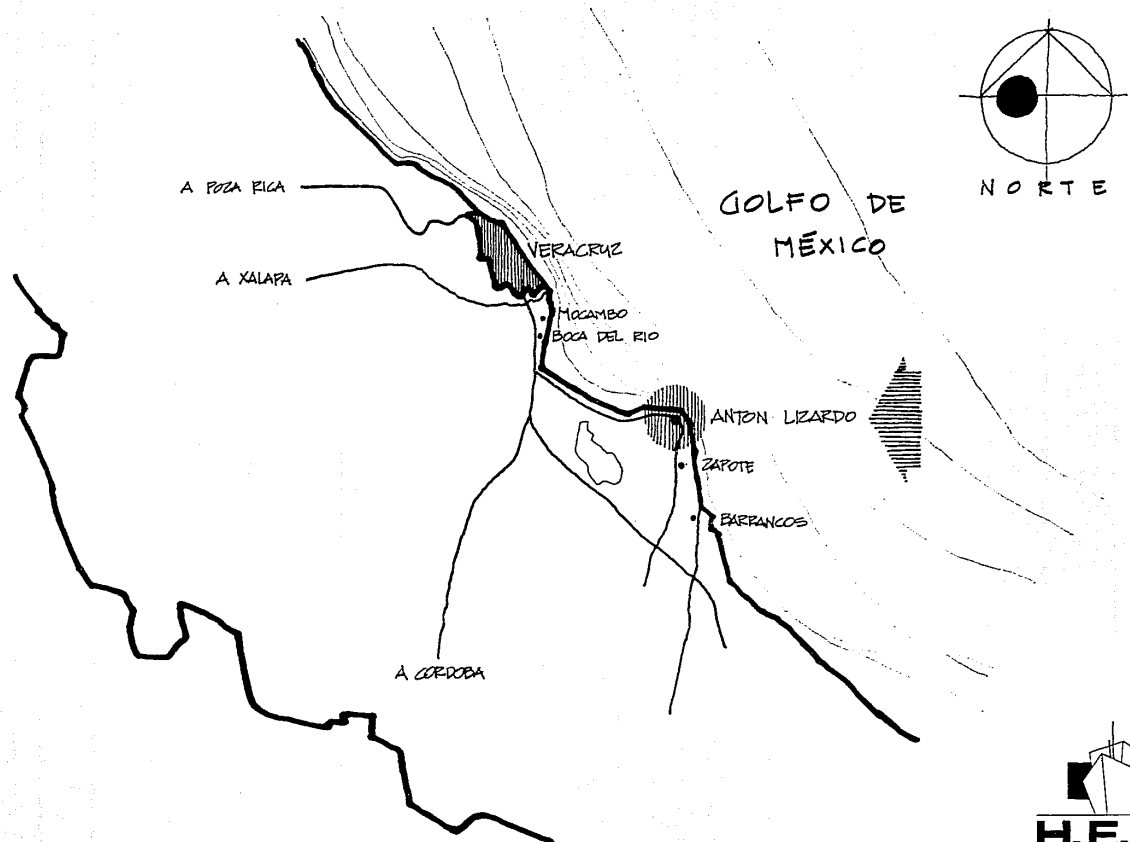 NORTE
A POZA RICA
GOLFO DE
MÉXICO
VERACRUZ
A XALAPA
MOCAMBO
BOCA DEL RIO
ANTON LIZARDO
ZAPOTE
BARRANCOS
A CORDOBA
H.E.